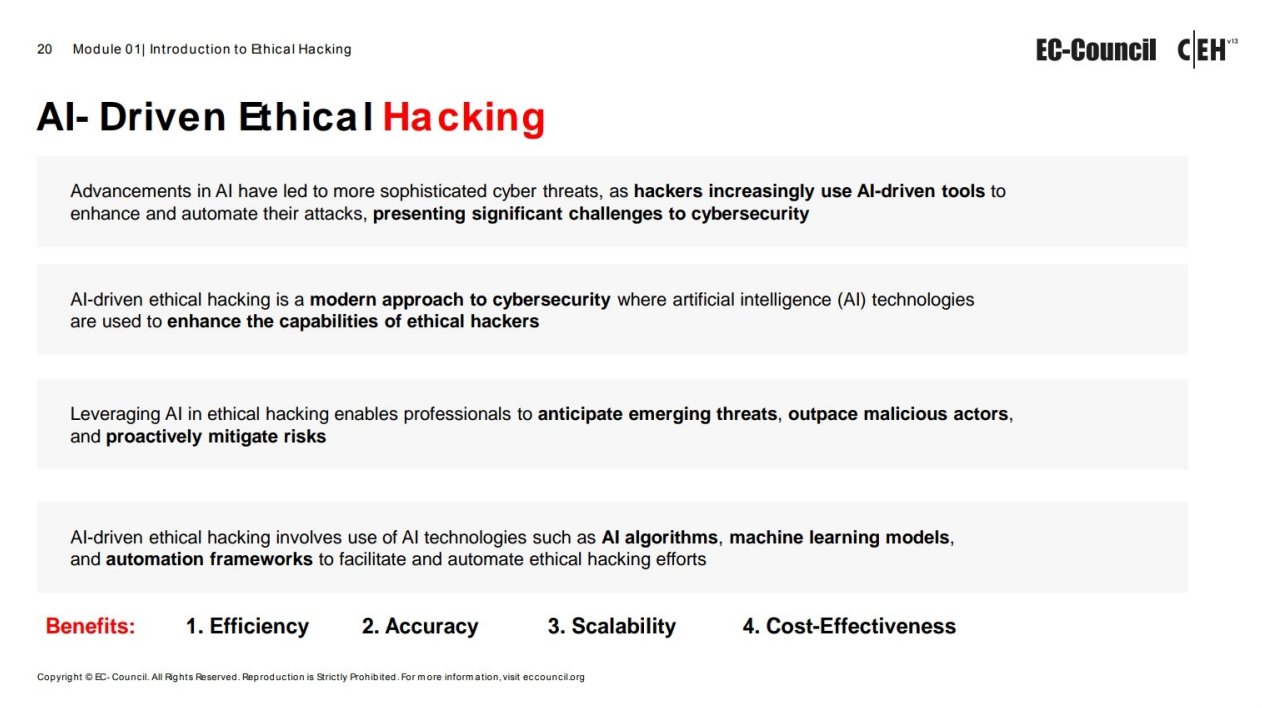 20 Module 01| Introduction to Ethical Hacking
EC-Council C|EH v13
AI- Driven Ethical Hacking
Advancements in AI have led to more sophisticated cyber threats, as hackers increasingly use AI-driven tools to
enhance and automate their attacks, presenting significant challenges to cybersecurity
AI-driven ethical hacking is a modern approach to cybersecurity where artificial intelligence (AI) technologies
are used to enhance the capabilities of ethical hackers
Leveraging AI in ethical hacking enables professionals to anticipate emerging threats, outpace malicious actors,
and proactively mitigate risks
AI-driven ethical hacking involves use of AI technologies such as AI algorithms, machine learning models,
and automation frameworks to facilitate and automate ethical hacking efforts
Benefits: 1. Efficiency 2. Accuracy 3. Scalability 4. Cost-Effectiveness
Copyright © EC- Council. All Rights Reserved. Reproduction is Strictly Prohibited. For more information, visit eccouncil.org